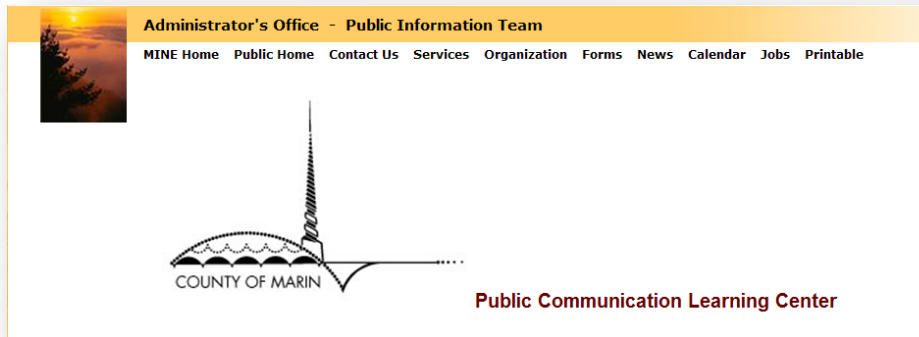 Administrator's Office - Public Information Team
MINE Home Public Home Contact Us Services Organization Forms News Calendar Jobs Printable
COUNTY OF MARIN
Public Communication Learning Center